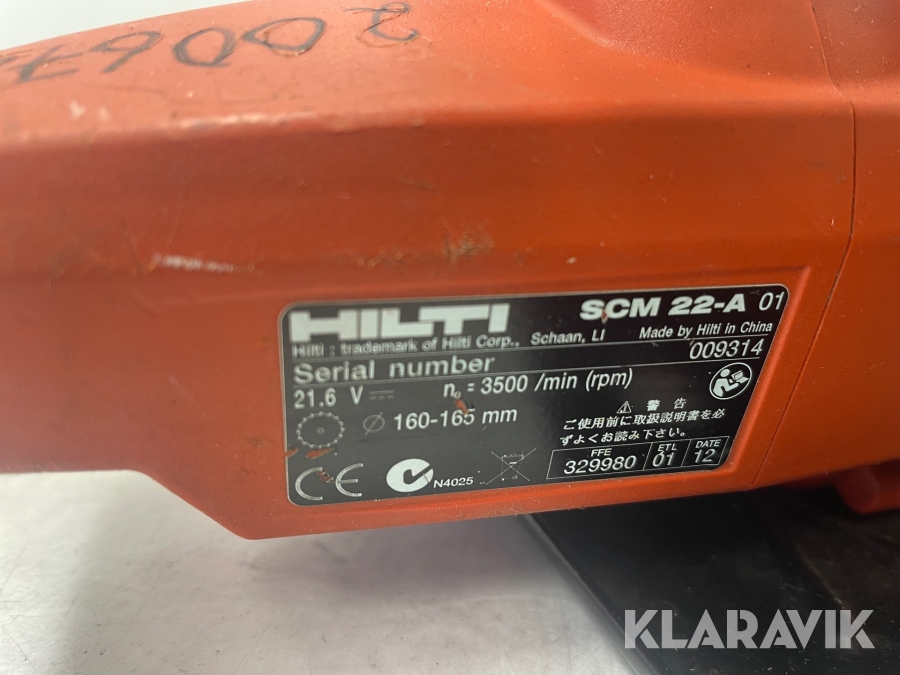 HILTI SCM 22-A 01
Hilti : trademark of Hilti Corp., Schaan, LI Made by Hilti in China
Serial number 009314
21.6 V n₀ = 3500 /min (rpm)
160-165 mm
警告
ご使用前に取扱説明書を必
ずよくお読み下さい。
FFE ETL DATE
329980 01 12
CE N4025
KLARAVIK